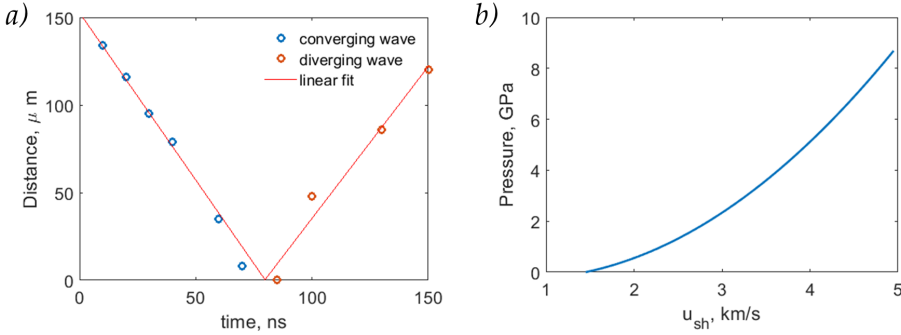 a)
150
100
50
0
Distance, μ m
0
50
100
150
time, ns
converging wave
diverging wave
linear fit
b)
10
8
6
4
2
0
Pressure, GPa
1
2
3
4
5
u_sh, km/s